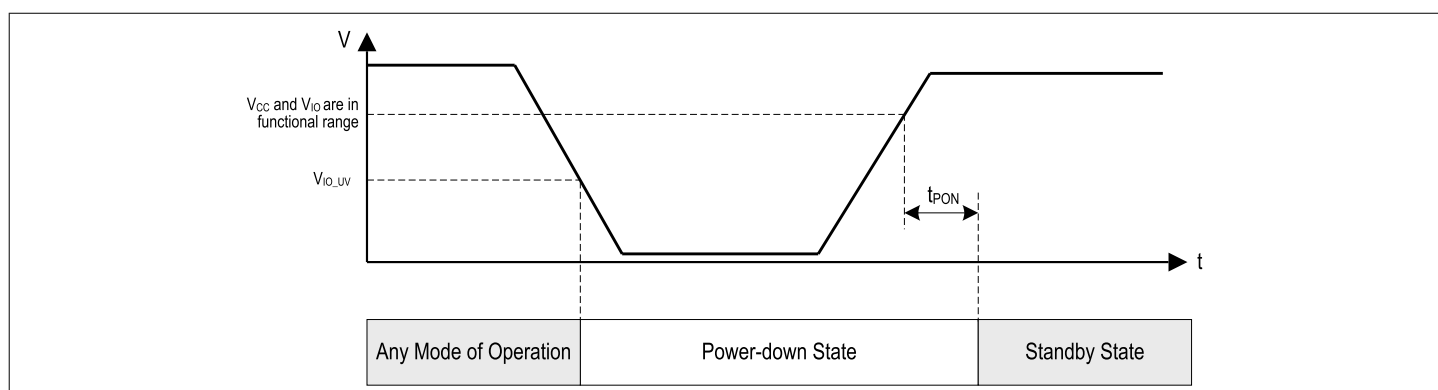 V
VCC and VIO are in
functional range
VIO_UV
tPON
t
Any Mode of Operation
Power-down State
Standby State